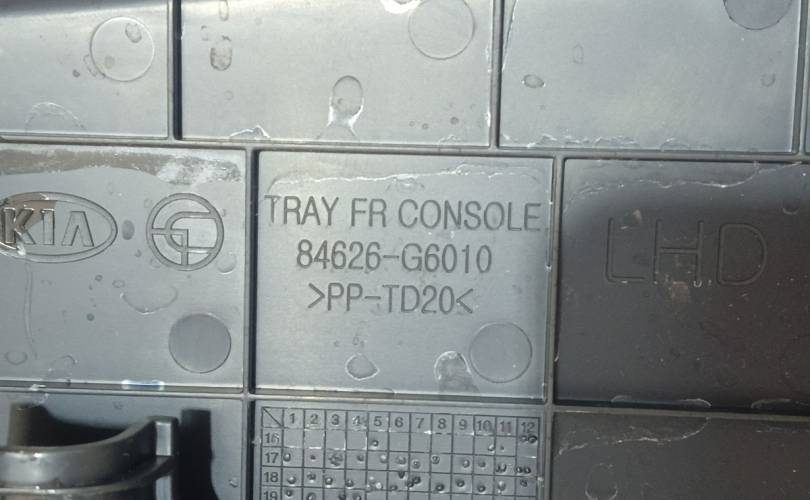 KIA
TRAY FR CONSOLE
84626-G6010
>PP-TD20<
LHD
1 2 3 4 5 6 7 8 9 10 11 12
16
17
18
19